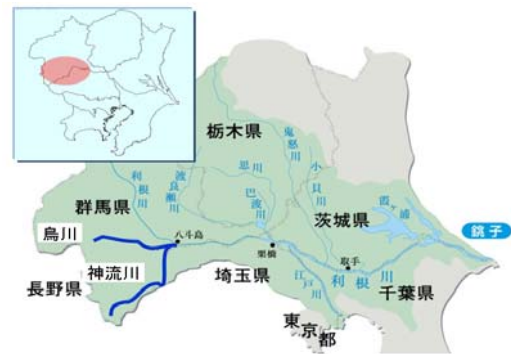 栃木県
鬼怒川
小貝川
思川
渡良瀬川
巴波川
利根川
群馬県
茨城県
霞ヶ浦
烏川
八斗島
銚子
神流川
栗橋
取手
長野県
埼玉県
江戸川
利根川
千葉県
東京都